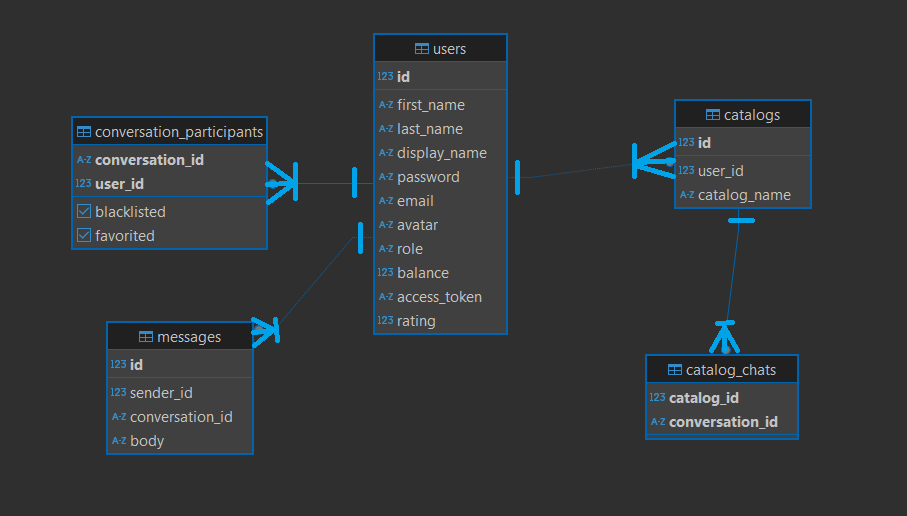 users
123 id
A-Z first_name
A-Z last_name
A-Z display_name
A-Z password
A-Z email
A-Z avatar
A-Z role
123 balance
A-Z access_token
123 rating
conversation_participants
A-Z conversation_id
123 user_id
blacklisted
favorited
catalogs
123 id
123 user_id
A-Z catalog_name
messages
123 id
123 sender_id
A-Z conversation_id
A-Z body
catalog_chats
123 catalog_id
A-Z conversation_id